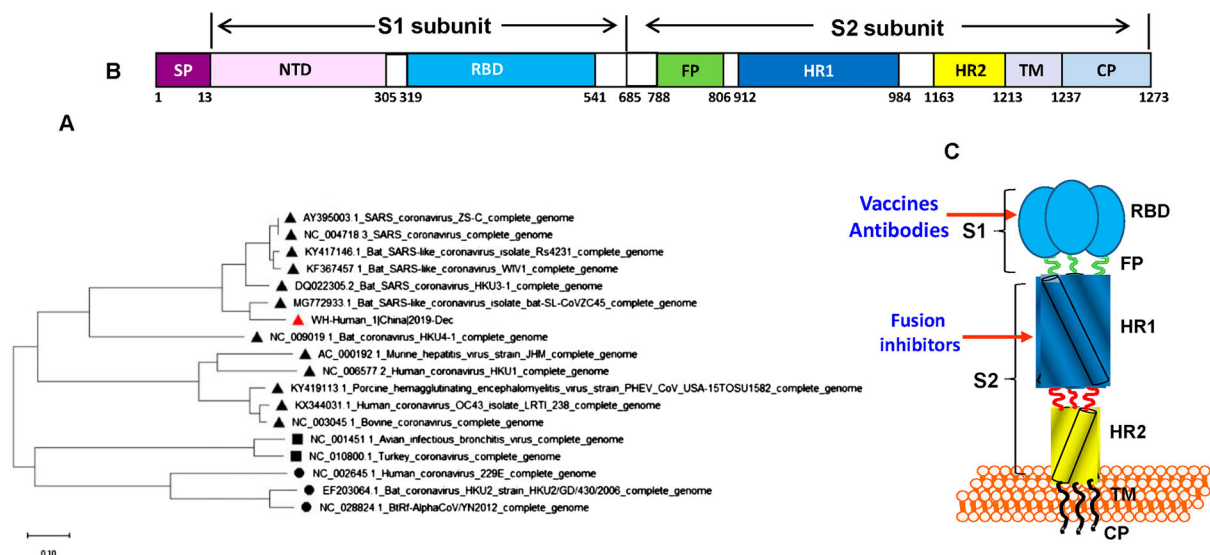 S1 subunit S2 subunit
B SP NTD RBD FP HR1 HR2 TM CP
1 13 305 319 541 685 788 806 912 984 1163 1213 1237 1273
A
AY395003.1_SARS_coronavirus_ZS-C_complete_genome
NC_004718.3_SARS_coronavirus_complete_genome
KY417146.1_Bat_SARS-like_coronavirus_isolate_Rs4231_complete_genome
KF367457.1_Bat_SARS-like_coronavirus_WIV1_complete_genome
DQ022305.2_Bat_SARS_coronavirus_HKU3-1_complete_genome
MG772933.1_Bat_SARS-like_coronavirus_isolate_bat-SL-CoVZC45_complete_genome
WH-Human_1|China|2019-Dec
NC_009019.1_Bat_coronavirus_HKU4-1_complete_genome
AC_000192.1_Murine_hepatitis_virus_strain_JHM_complete_genome
NC_006577.2_Human_coronavirus_HKU1_complete_genome
KY419113.1_Porcine_hemagglutinating_encephalomyelitis_virus_strain_PHEV_CoV_USA-15TOSU1582_complete_genome
KX344031.1_Human_coronavirus_OC43_isolate_LRTI_238_complete_genome
NC_003045.1_Bovine_coronavirus_complete_genome
NC_001451.1_Avian_infectious_bronchitis_virus_complete_genome
NC_010800.1_Turkey_coronavirus_complete_genome
NC_002645.1_Human_coronavirus_229E_complete_genome
EF203064.1_Bat_coronavirus_HKU2_strain_HKU2/GD/430/2006_complete_genome
NC_028824.1_BtRf-AlphaCoV/YN2012_complete_genome
0.10
C
Vaccines
Antibodies
S1
RBD
FP
Fusion
inhibitors
HR1
S2
HR2
TM
CP